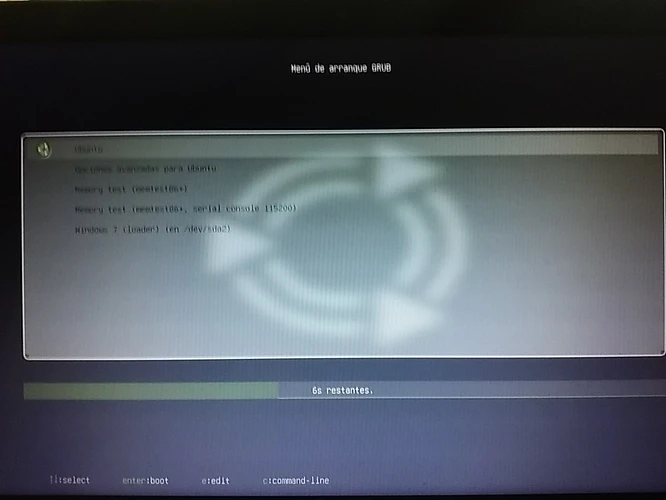 Menú de arranque GRUB
Ubuntu
Opciones avanzadas para Ubuntu
Memory test (memtest86+)
Memory test (memtest86+, serial console 115200)
Windows 7 (loader) (en /dev/sda2)
6s restantes.
:select enter:boot e:edit c:command-line